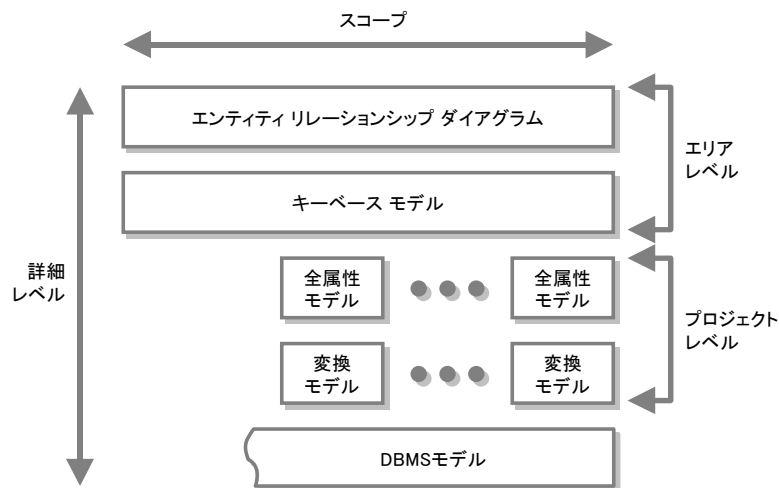 スコープ
エンティティ リレーションシップ ダイアグラム
エリア
レベル
キーベース モデル
詳細
レベル
全属性
モデル
全属性
モデル
プロジェクト
レベル
変換
モデル
変換
モデル
DBMSモデル